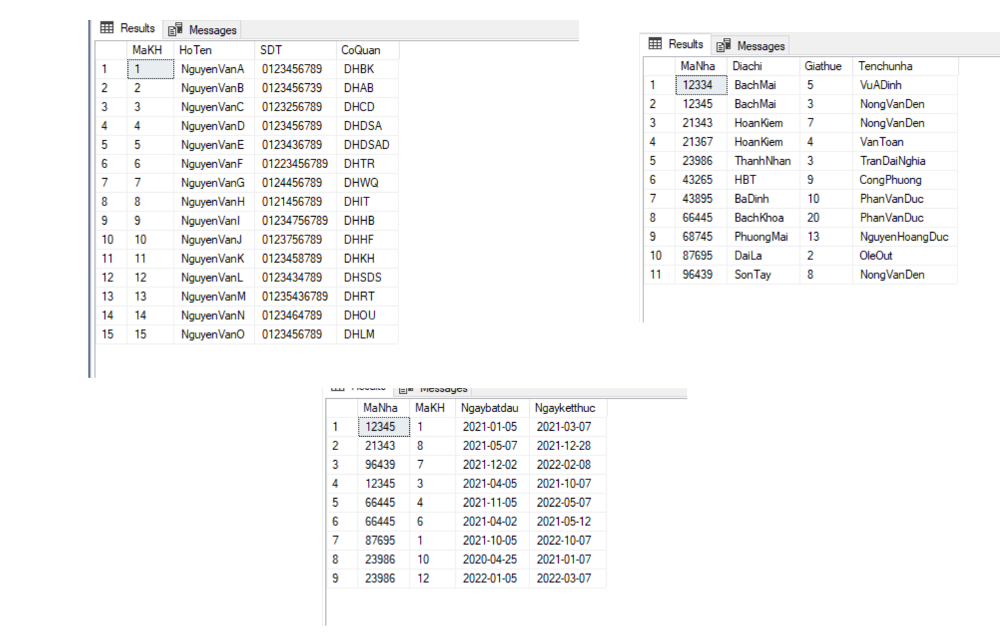 Results Messages
MaKH HoTen SDT CoQuan
1 1 NguyenVanA 0123456789 DHBK
2 2 NguyenVanB 0123456739 DHAB
3 3 NguyenVanC 0123256789 DHCD
4 4 NguyenVanD 0123456789 DHDSA
5 5 NguyenVanE 0123436789 DHDSAD
6 6 NguyenVanF 01223456789 DHTR
7 7 NguyenVanG 0124456789 DHWQ
8 8 NguyenVanH 0121456789 DHIT
9 9 NguyenVanI 01234756789 DHHB
10 10 NguyenVanJ 0123756789 DHHF
11 11 NguyenVanK 0123458789 DHKH
12 12 NguyenVanL 0123434789 DHSDS
13 13 NguyenVanM 01235436789 DHRT
14 14 NguyenVanN 0123464789 DHOU
15 15 NguyenVanO 0123456789 DHLM
Results Messages
MaNha Diachi Giathue Tenchunha
1 12334 BachMai 5 VuADinh
2 12345 BachMai 3 NongVanDen
3 21343 HoanKiem 7 NongVanDen
4 21367 HoanKiem 4 VanToan
5 23986 ThanhNhan 3 TranDaiNghia
6 43265 HBT 9 CongPhuong
7 43895 BaDinh 10 PhanVanDuc
8 66445 BachKhoa 20 PhanVanDuc
9 68745 PhuongMai 13 NguyenHoangDuc
10 87695 DaiLa 2 OleOut
11 96439 SonTay 8 NongVanDen
Results Messages
MaNha MaKH Ngaybatdau Ngayketthuc
1 12345 1 2021-01-05 2021-03-07
2 21343 8 2021-05-07 2021-12-28
3 96439 7 2021-12-02 2022-02-08
4 12345 3 2021-04-05 2021-10-07
5 66445 4 2021-11-05 2022-05-07
6 66445 6 2021-04-02 2021-05-12
7 87695 1 2021-10-05 2022-10-07
8 23986 10 2020-04-25 2021-01-07
9 23986 12 2022-01-05 2022-03-07